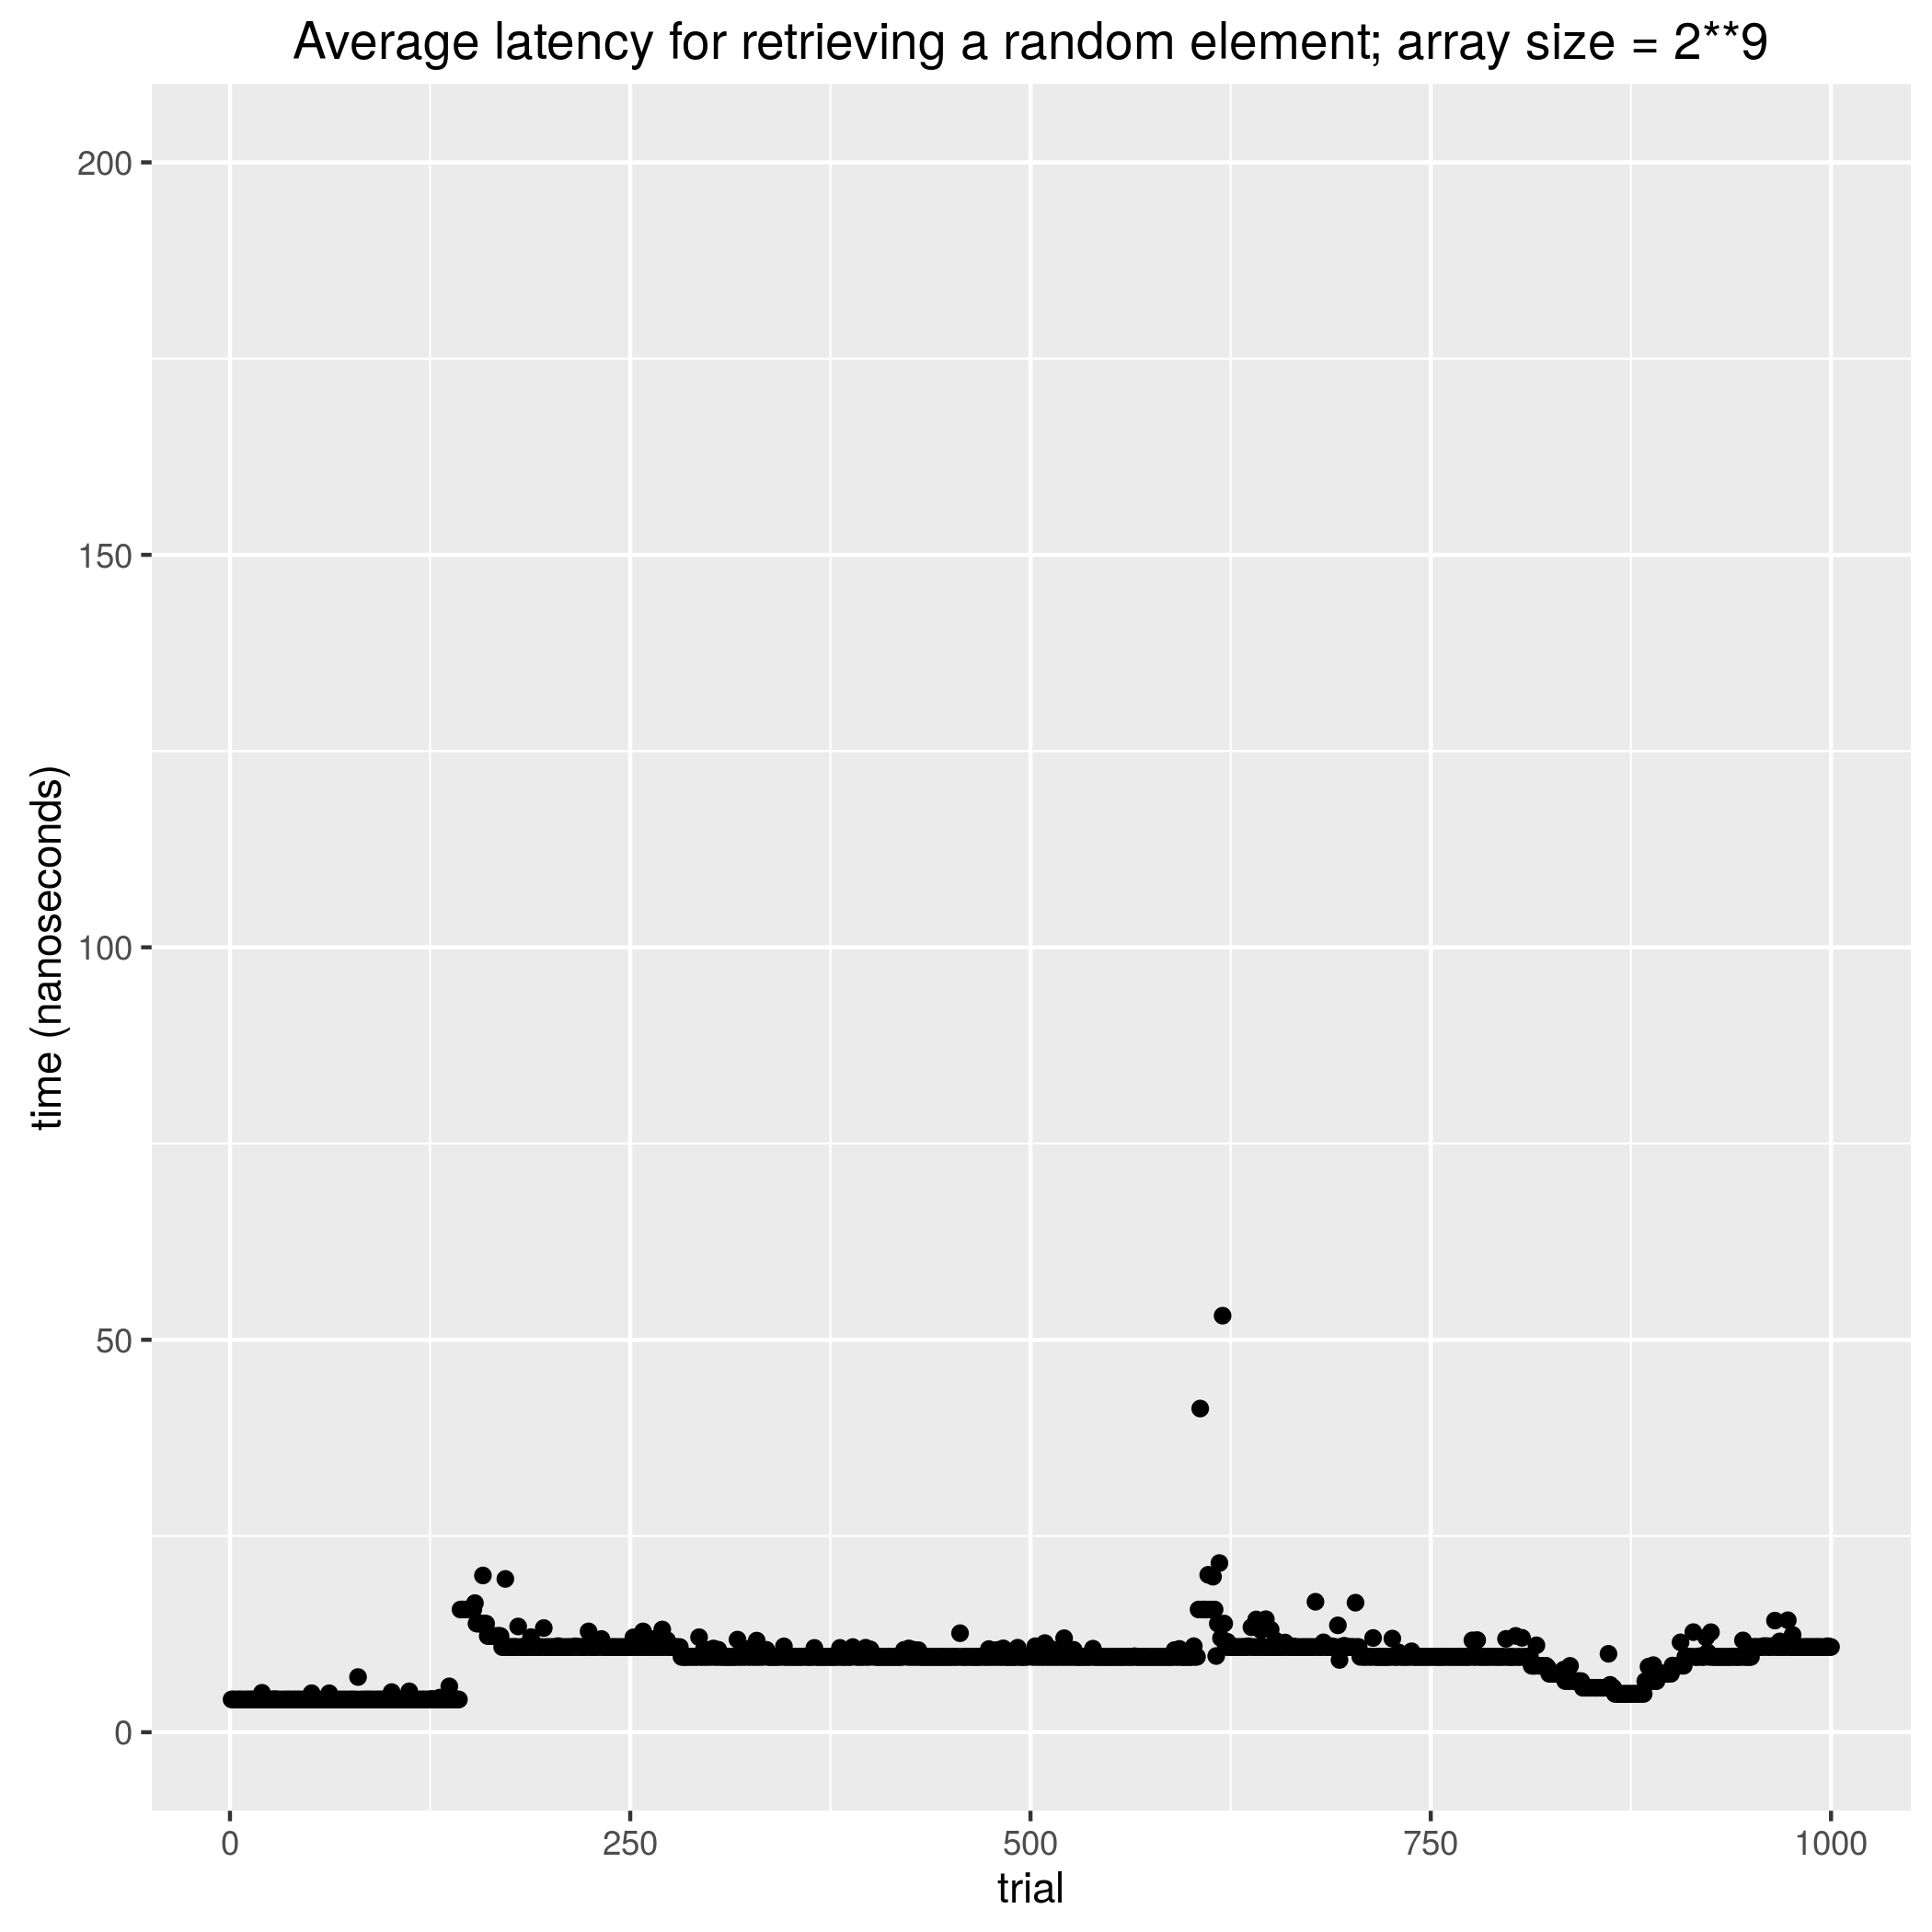 Average latency for retrieving a random element; array size = 2**9
200
150
100
50
0
time (nanoseconds)
0 250 500 750 1000
trial